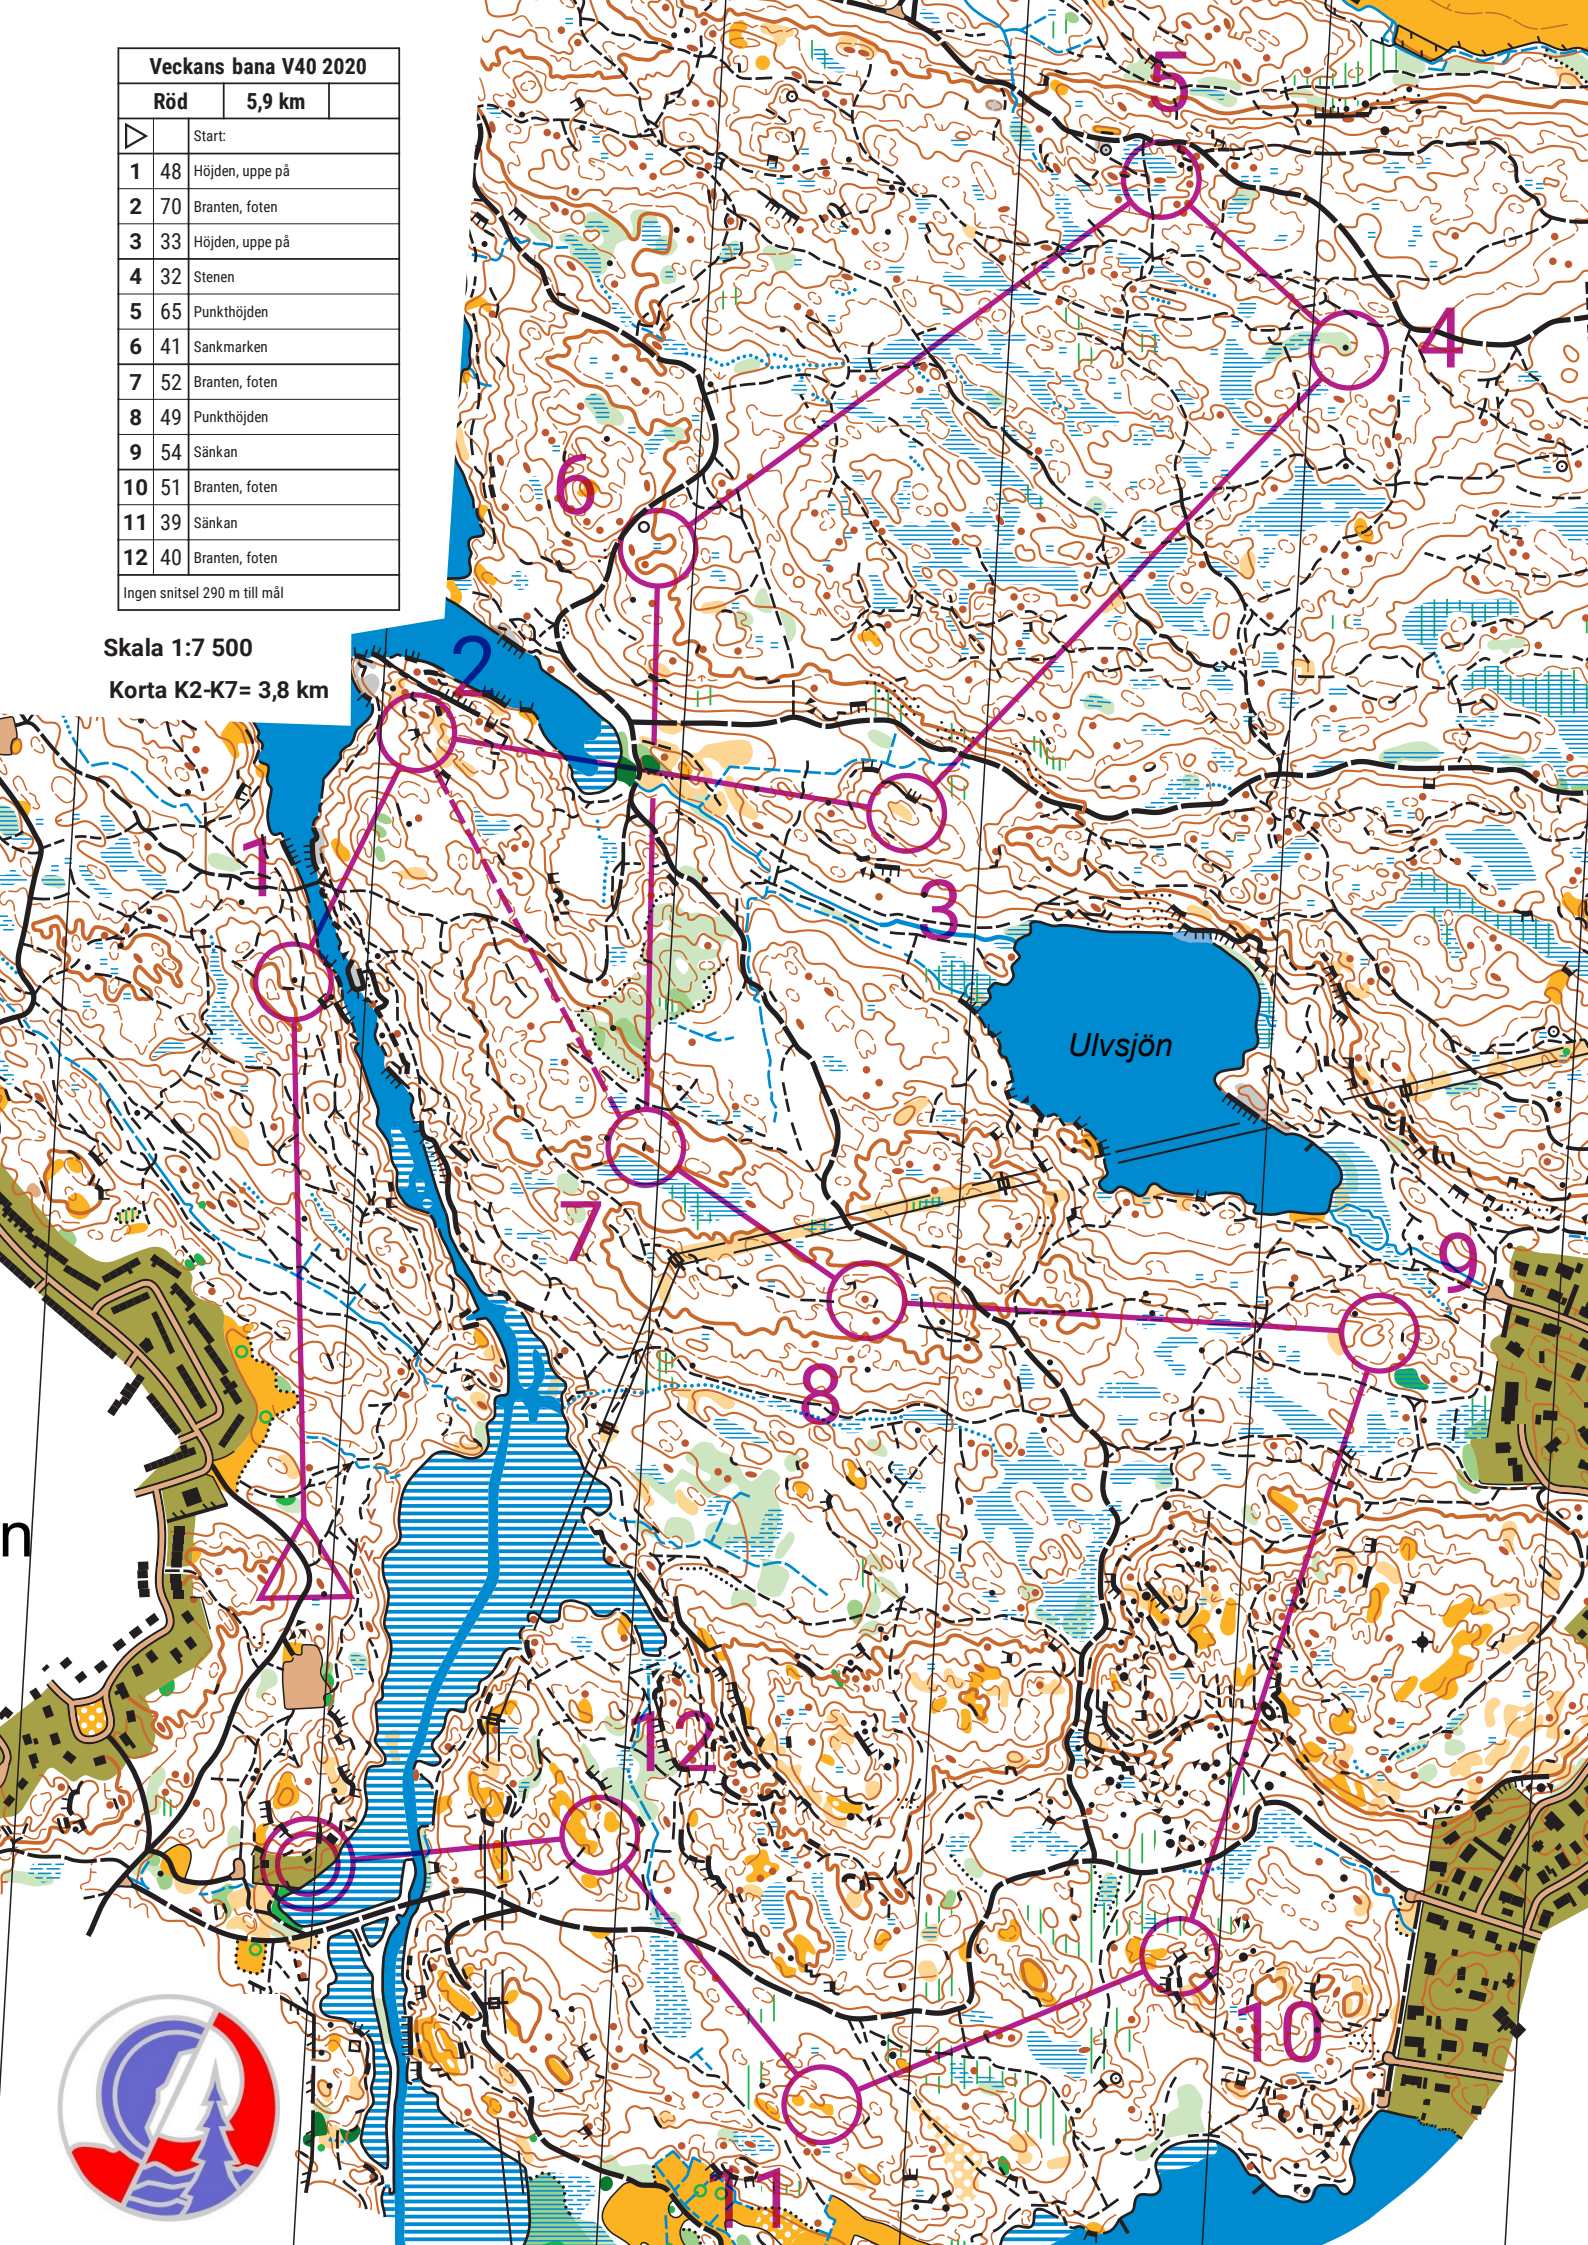 Veckans bana V40 2020
Röd 5,9 km
Start:
1 48 Höjden, uppe på
2 70 Branten, foten
3 33 Höjden, uppe på
4 32 Stenen
5 65 Punkthöjden
6 41 Sankmarken
7 52 Branten, foten
8 49 Punkthöjden
9 54 Sänkan
10 51 Branten, foten
11 39 Sänkan
12 40 Branten, foten
Ingen snitsel 290 m till mål
Skala 1:7 500
Korta K2-K7= 3,8 km
5
4
6
2
1
3
Ulvsjön
7
9
8
n
12
10
11